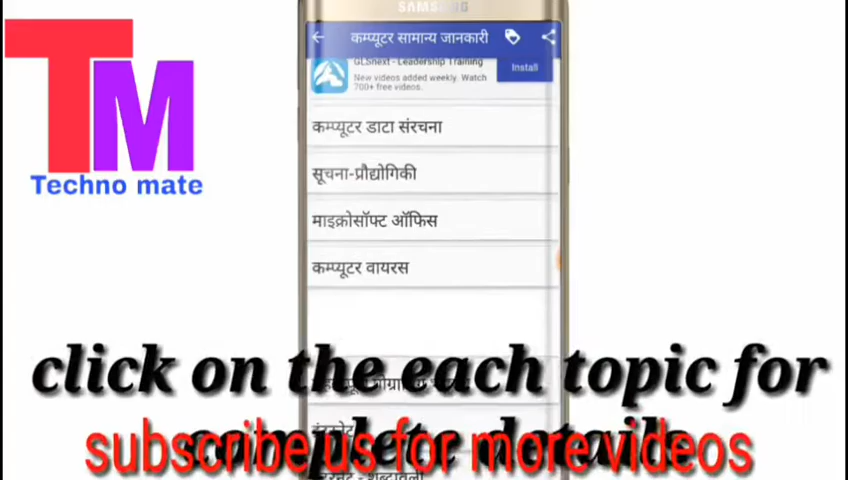 SAMSUNG
कम्प्यूटर सामान्य जानकारी
GLSnext - Leadership Training
New videos added weekly. Watch
700+ free videos.
Install
TM
Techno mate
कम्प्यूटर डाटा संरचना
सूचना-प्रौद्योगिकी
माइक्रोसॉफ्ट ऑफिस
कम्प्यूटर वायरस
click on the each topic for
complete details
subscribe us for more videos